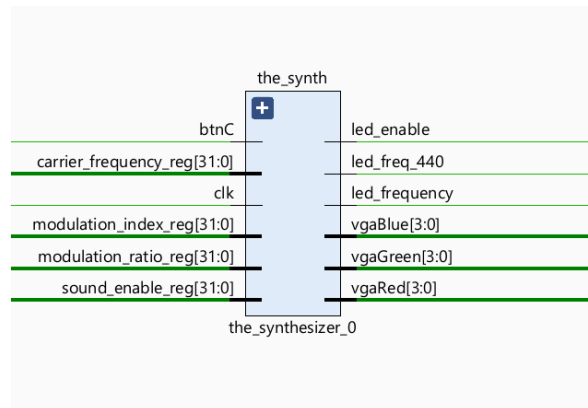 the_synth
btnC
carrier_frequency_reg[31:0]
clk
modulation_index_reg[31:0]
modulation_ratio_reg[31:0]
sound_enable_reg[31:0]
led_enable
led_freq_440
led_frequency
vgaBlue[3:0]
vgaGreen[3:0]
vgaRed[3:0]
the_synthesizer_0